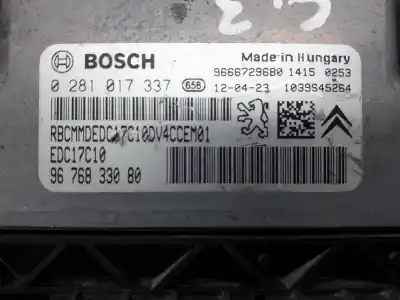 BOSCH
Made in Hungary
9666729680 1415 0253
0 281 017 337 658 12-04-23 1039S45264
RBCMMDEDC17C10DV4CCEM01
EDC17C10
96 768 330 80